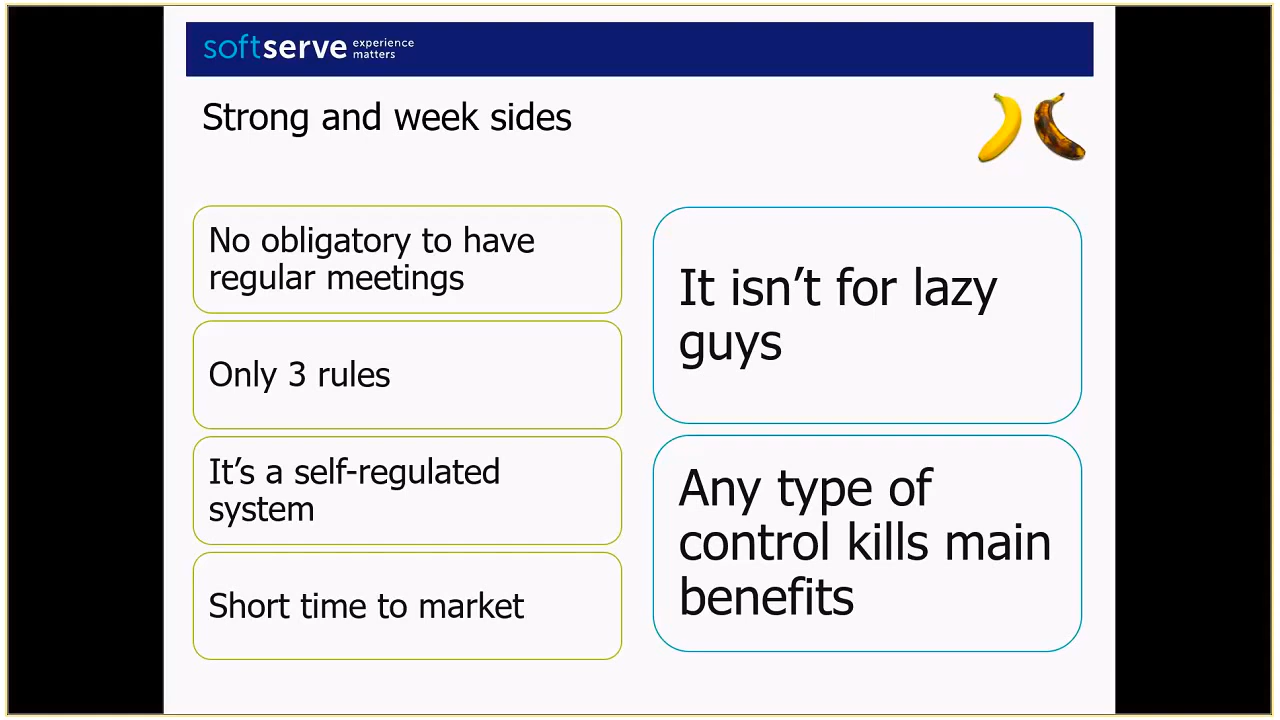 softserve experience
matters
Strong and week sides
No obligatory to have
regular meetings
Only 3 rules
It's a self-regulated
system
Short time to market
It isn't for lazy
guys
Any type of
control kills main
benefits